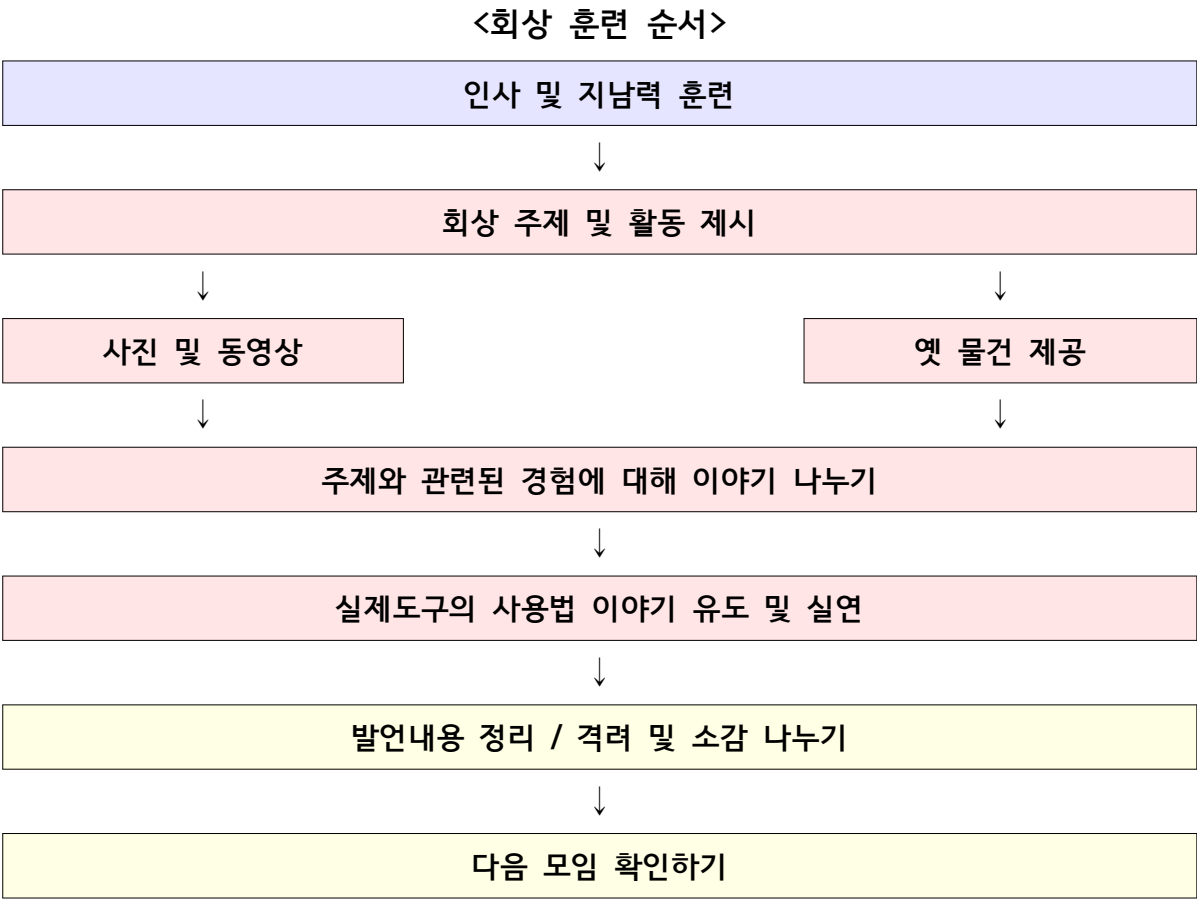 <회상 훈련 순서>
인사 및 지남력 훈련
↓
회상 주제 및 활동 제시
↓ ↓
사진 및 동영상 옛 물건 제공
↓ ↓
주제와 관련된 경험에 대해 이야기 나누기
↓
실제도구의 사용법 이야기 유도 및 실연
↓
발언내용 정리 / 격려 및 소감 나누기
↓
다음 모임 확인하기